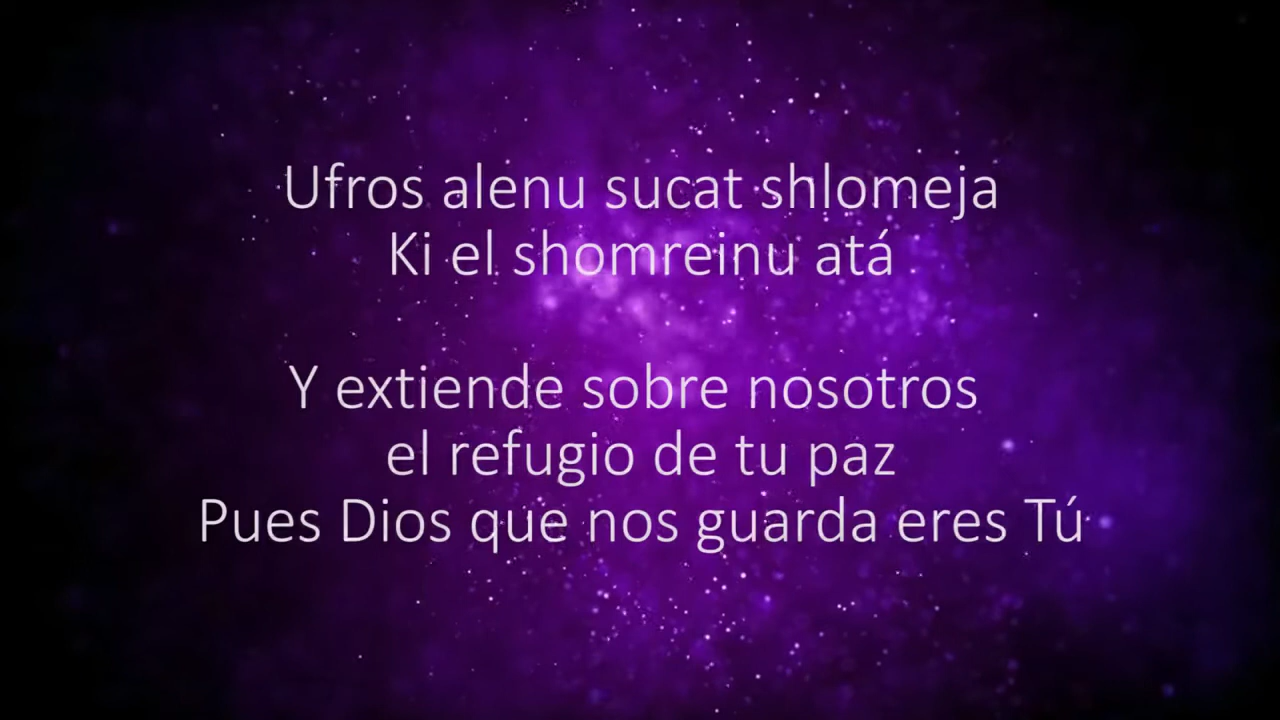 Ufros alenu sucat shlomeja
Ki el shomreinu atá
Y extiende sobre nosotros
el refugio de tu paz
Pues Dios que nos guarda eres Tú